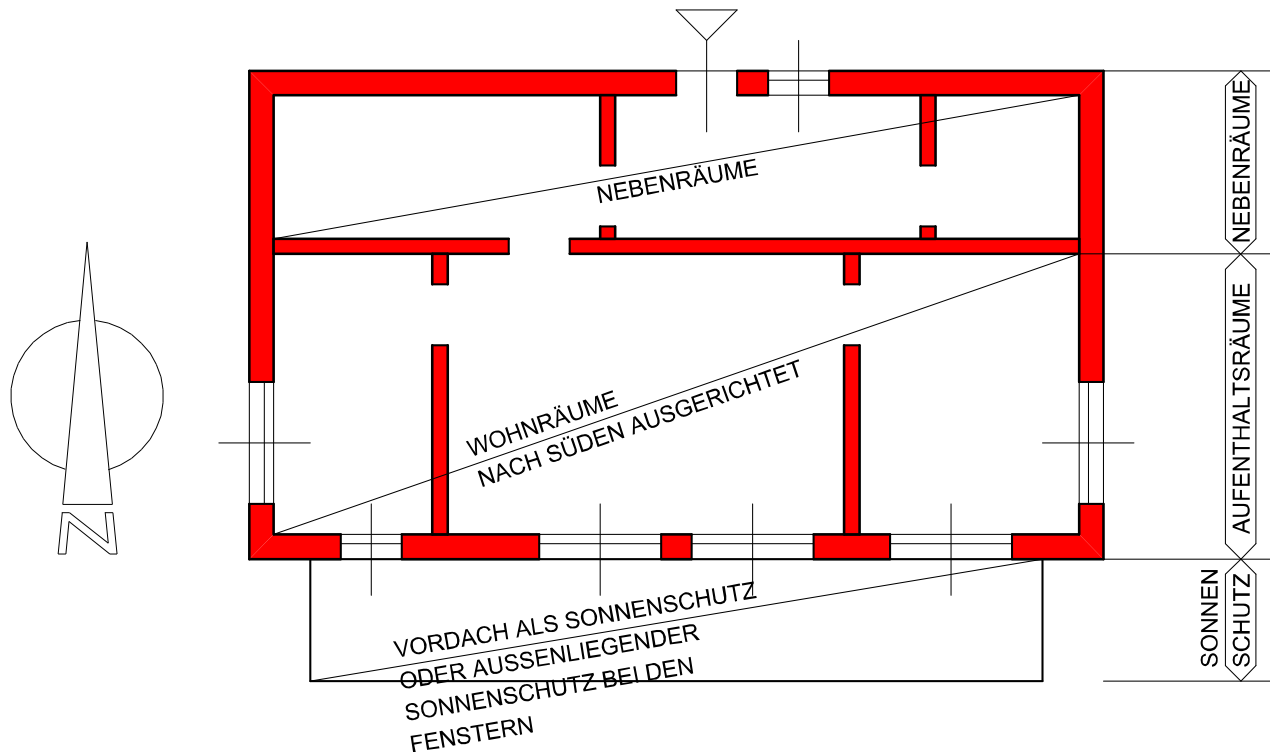 NEBENRÄUME
NEBENRÄUME
WOHNRÄUME
NACH SÜDEN AUSGERICHTET
AUFENTHALTSRÄUME
N
VORDACH ALS SONNENSCHUTZ
ODER AUSSENLIEGENDER
SONNENSCHUTZ BEI DEN
FENSTERN
SONNEN
SCHUTZ